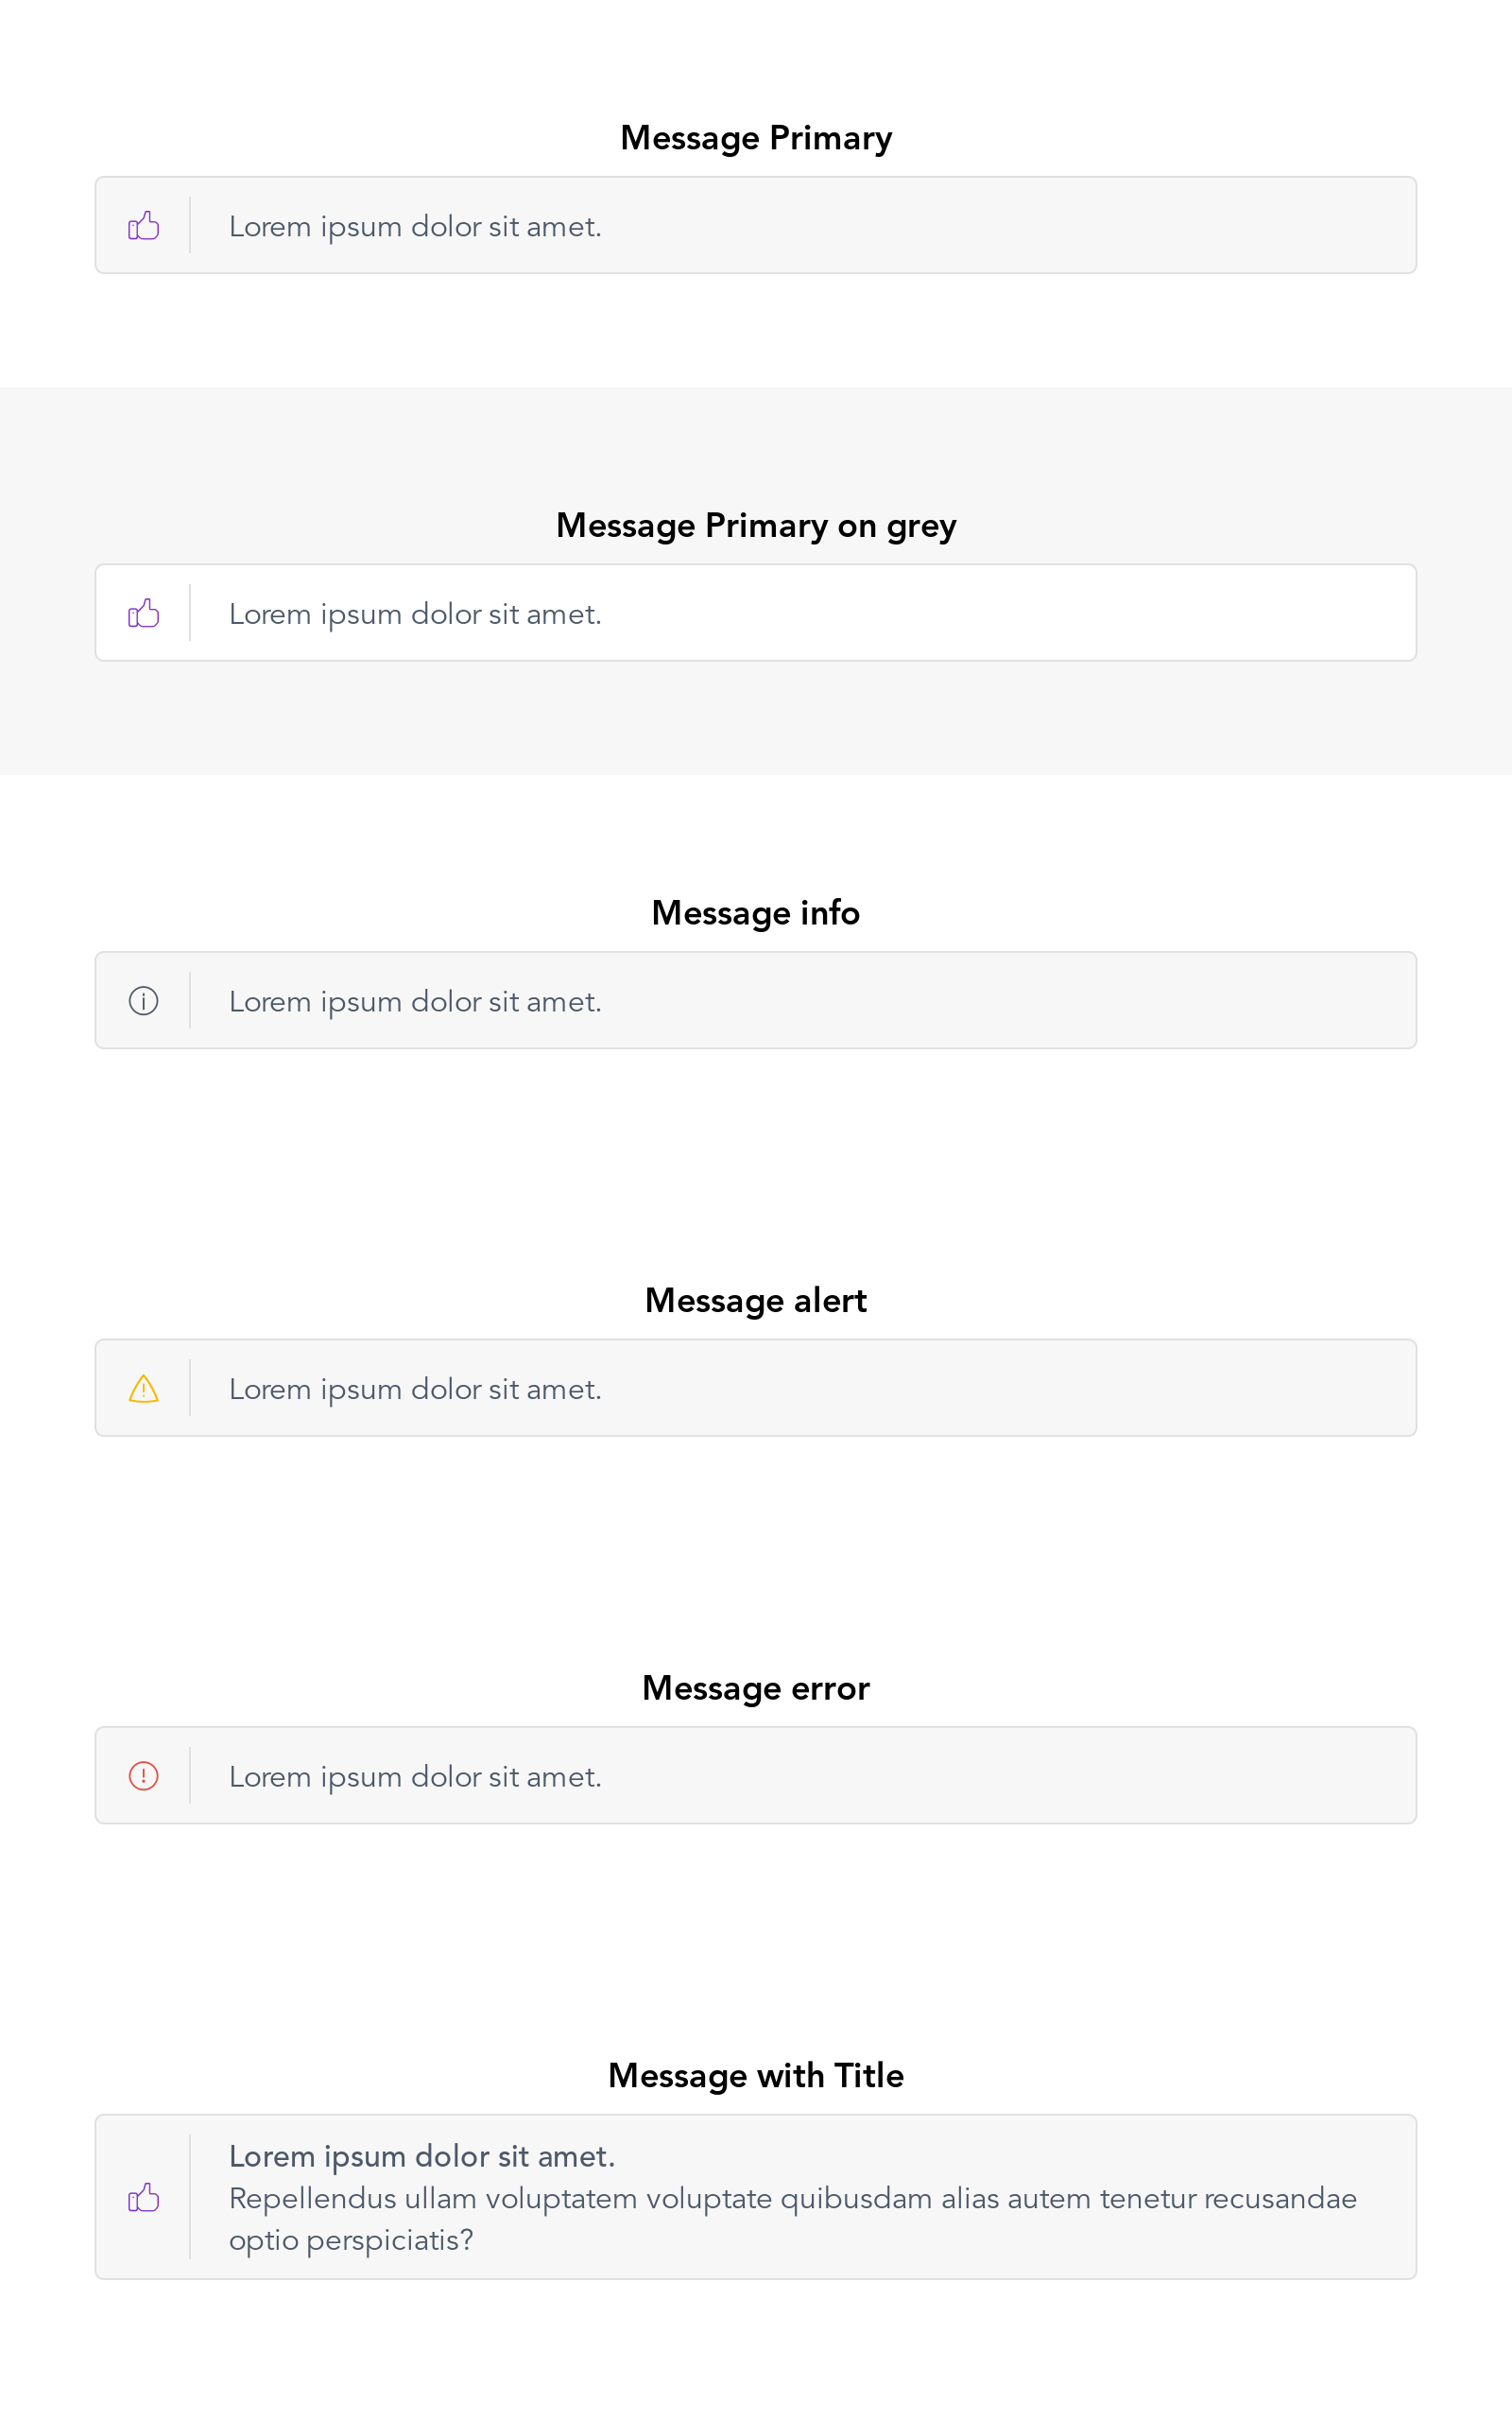 Message Primary
Lorem ipsum dolor sit amet.
Message Primary on grey
Lorem ipsum dolor sit amet.
Message info
Lorem ipsum dolor sit amet.
Message alert
Lorem ipsum dolor sit amet.
Message error
Lorem ipsum dolor sit amet.
Message with Title
Lorem ipsum dolor sit amet.
Repellendus ullam voluptatem voluptate quibusdam alias autem tenetur recusandae
optio perspiciatis?